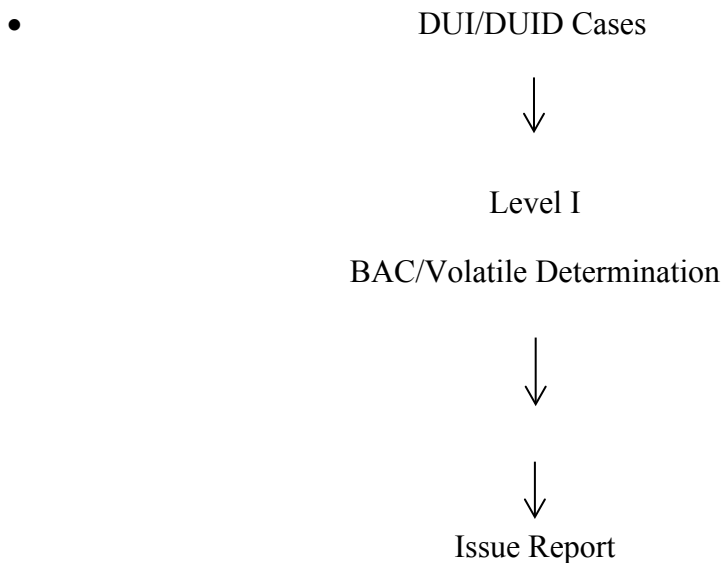 • DUI/DUID Cases
Level I
BAC/Volatile Determination
Issue Report